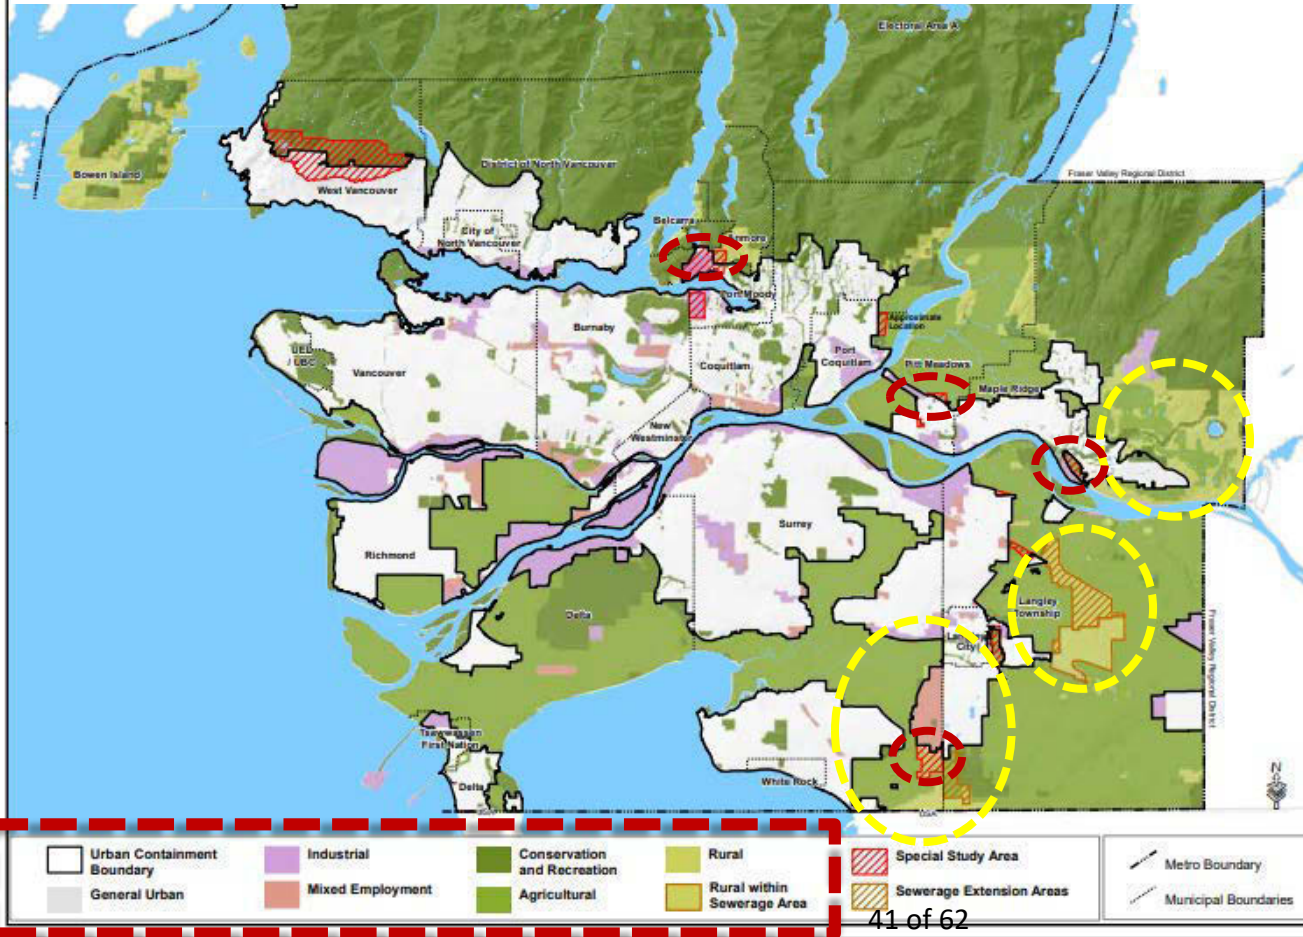 Electoral Area A
Bowen Island
District of North Vancouver
Fraser Valley Regional District
West Vancouver
Belcarra
City of
North Vancouver
Anmore
Port Moody
Burnaby
Approximate
Location
UEL
/ UBC
Vancouver
Coquitlam
Port
Coquitlam
Pitt Meadows
Maple Ridge
New
Westminster
Surrey
Richmond
Delta
Langley
Township
Langley
City
Fraser Valley Regional District
Tsawwassen
First Nation
Delta
White Rock
USA
N
Urban Containment
Boundary
General Urban
Industrial
Mixed Employment
Conservation
and Recreation
Agricultural
Rural
Rural within
Sewerage Area
Special Study Area
Sewerage Extension Areas
Metro Boundary
Municipal Boundaries
41 of 62